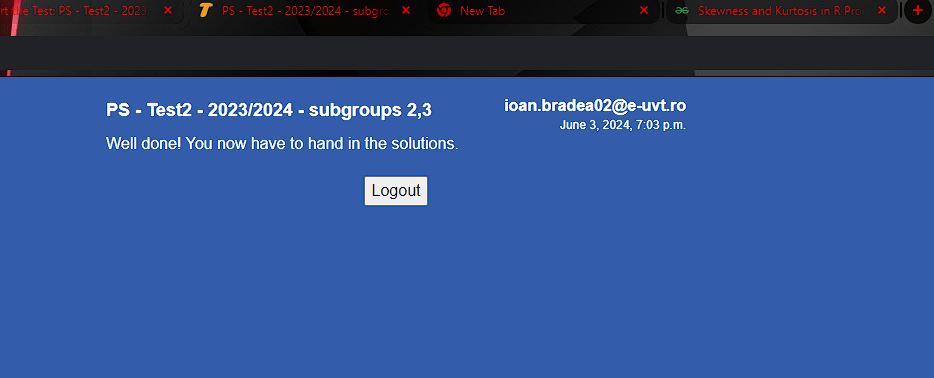 rt the Test: PS - Test2 - 2023
PS - Test2 - 2023/2024 - subgro
New Tab
Skewness and Kurtosis in R Pro
PS - Test2 - 2023/2024 - subgroups 2,3
ioan.bradea02@e-uvt.ro
June 3, 2024, 7:03 p.m.
Well done! You now have to hand in the solutions.
Logout